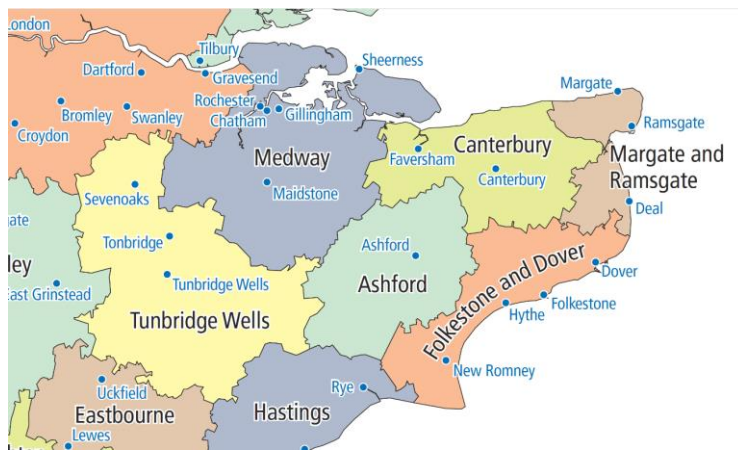 London
Tilbury
Sheerness
Dartford
Gravesend
Margate
Rochester
Bromley
Swanley
Chatham
Gillingham
Ramsgate
Croydon
Canterbury
Medway
Faversham
Margate and
Ramsgate
Canterbury
Maidstone
Sevenoaks
Deal
gate
Tonbridge
Ashford
ley
Folkestone and Dover
Dover
Tunbridge Wells
Ashford
East Grinstead
Folkestone
Hythe
Tunbridge Wells
New Romney
Uckfield
Rye
Eastbourne
Hastings
Lewes